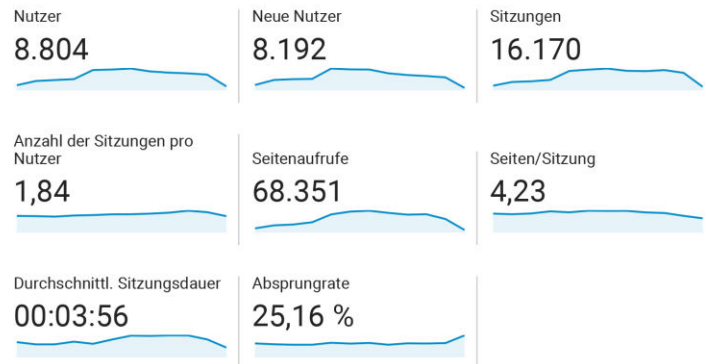 Nutzer
8.804
Neue Nutzer
8.192
Sitzungen
16.170
Anzahl der Sitzungen pro
Nutzer
1,84
Seitenaufrufe
68.351
Seiten/Sitzung
4,23
Durchschnittl. Sitzungsdauer
00:03:56
Absprungrate
25,16 %